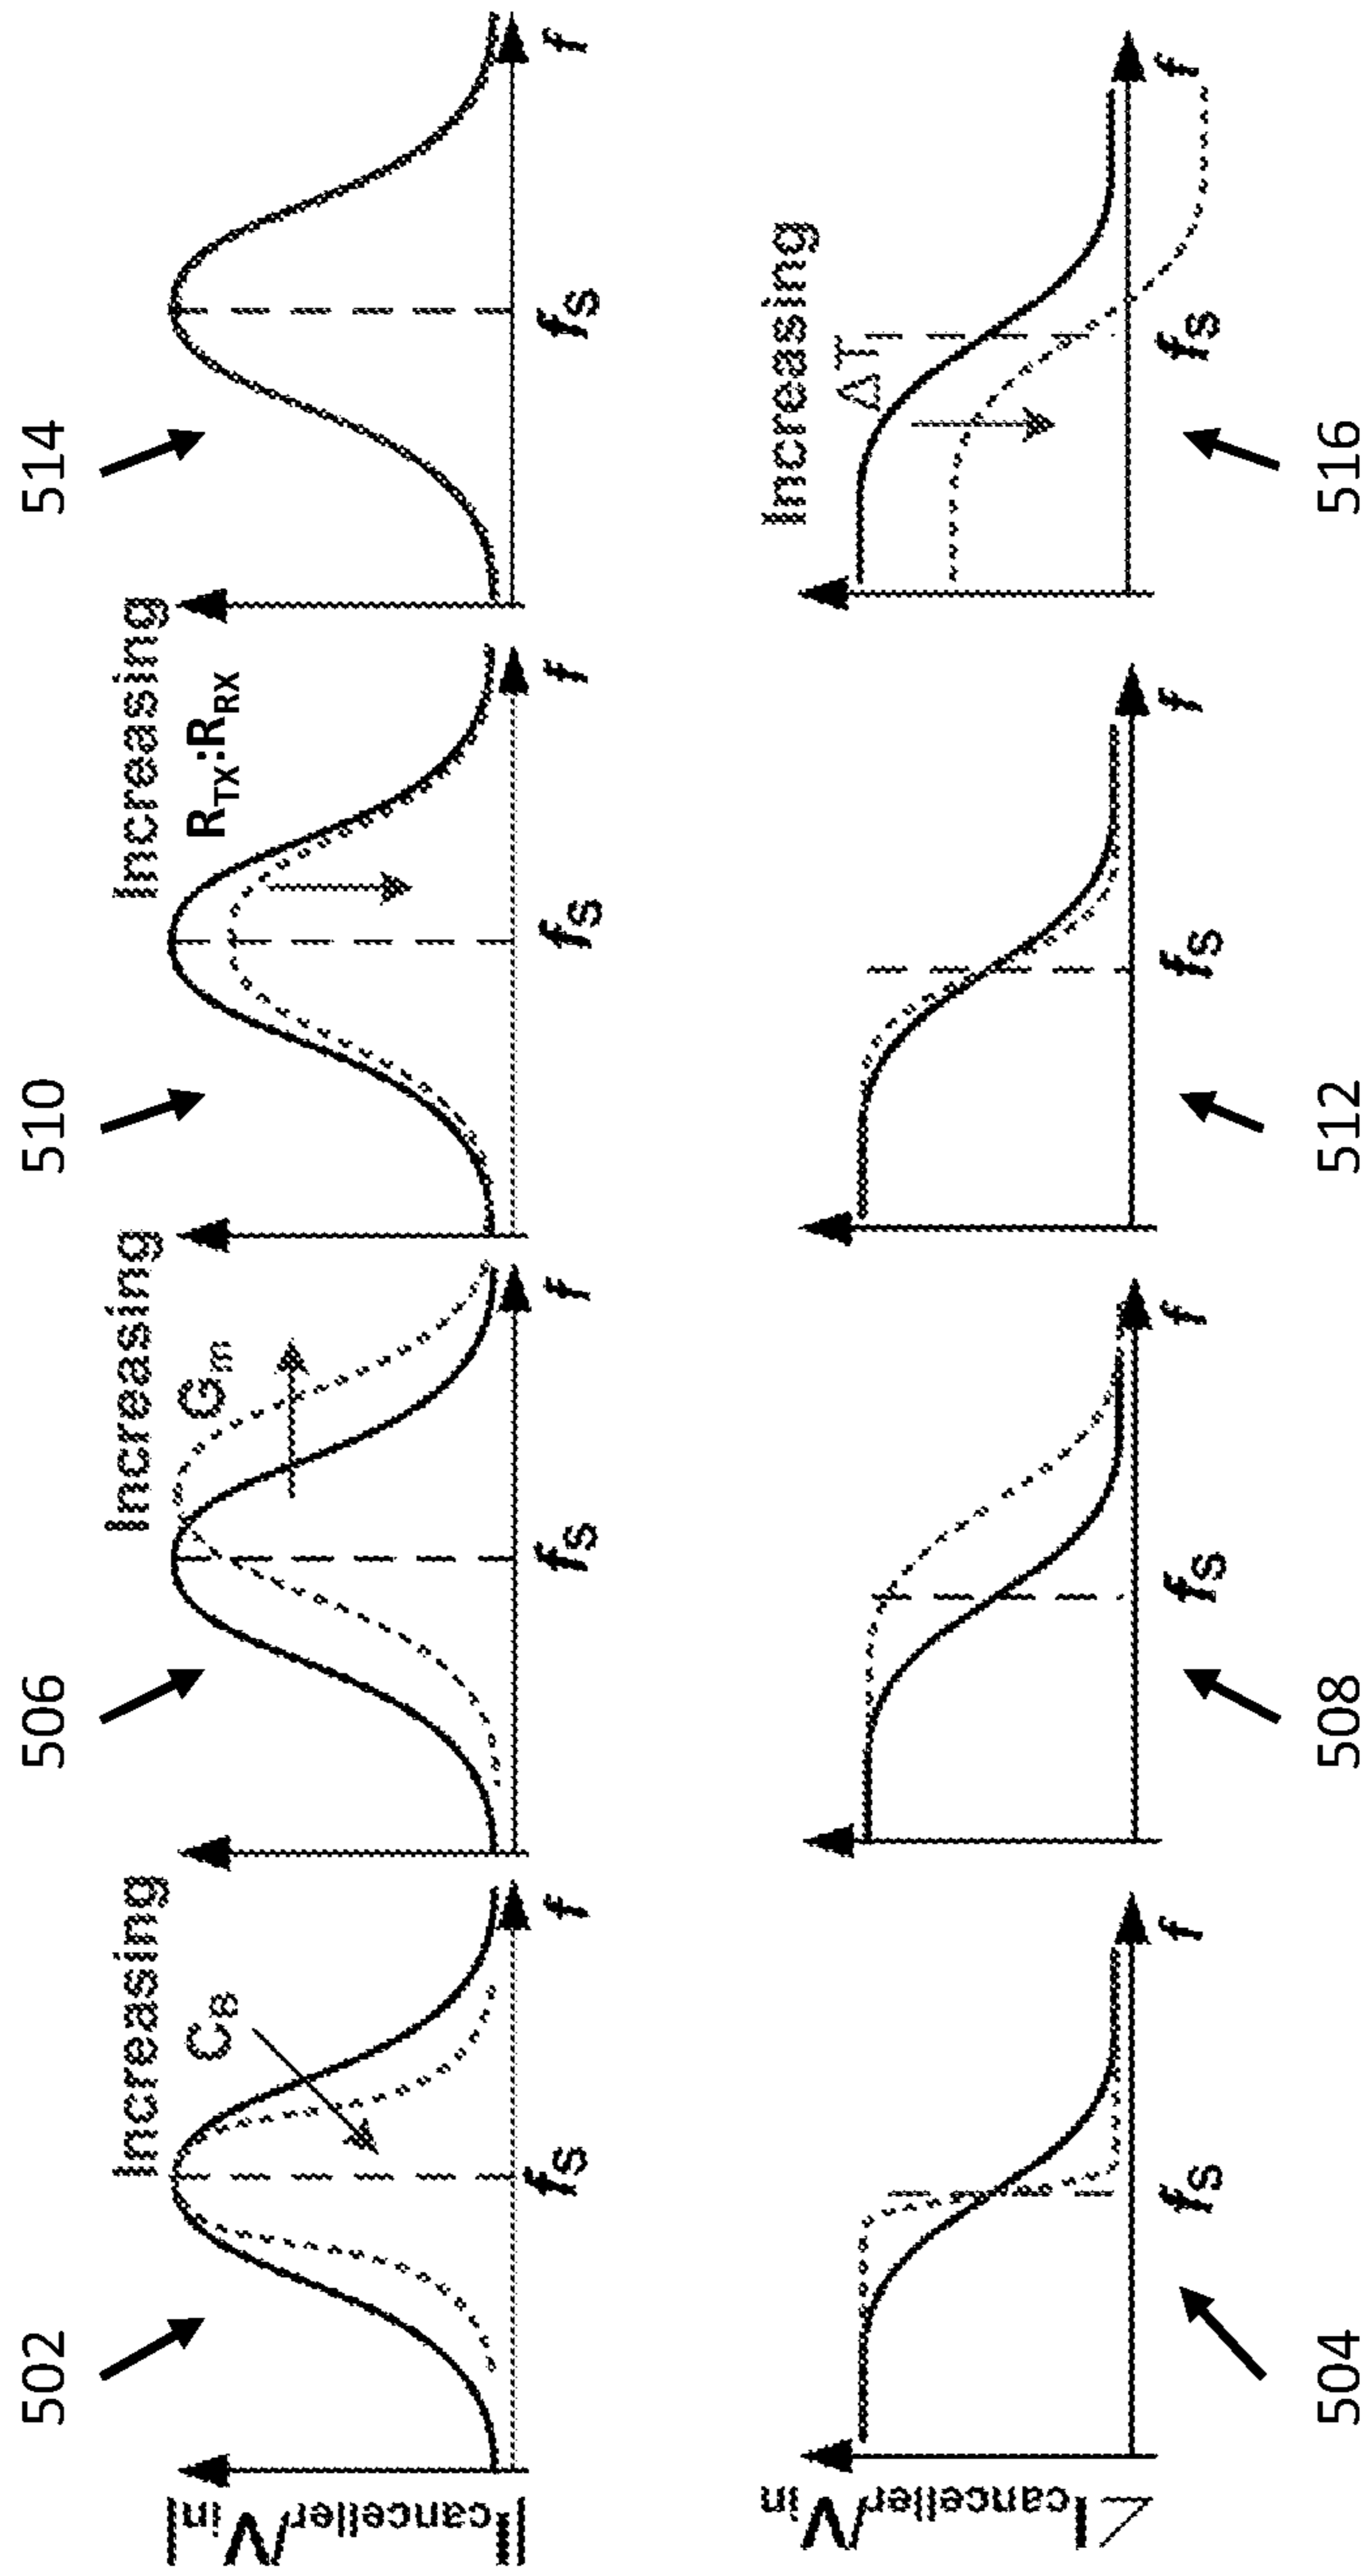 502
506
510
514
Increasing
C_B
Increasing
G_m
Increasing
R_TX:R_RX
|I_canceller/V_in|
f_S
f
f_S
f
f_S
f
f_S
f
Increasing
ΔT
∠I_canceller/V_in
f_S
f
f_S
f
f_S
f
f_S
f
504
508
512
516